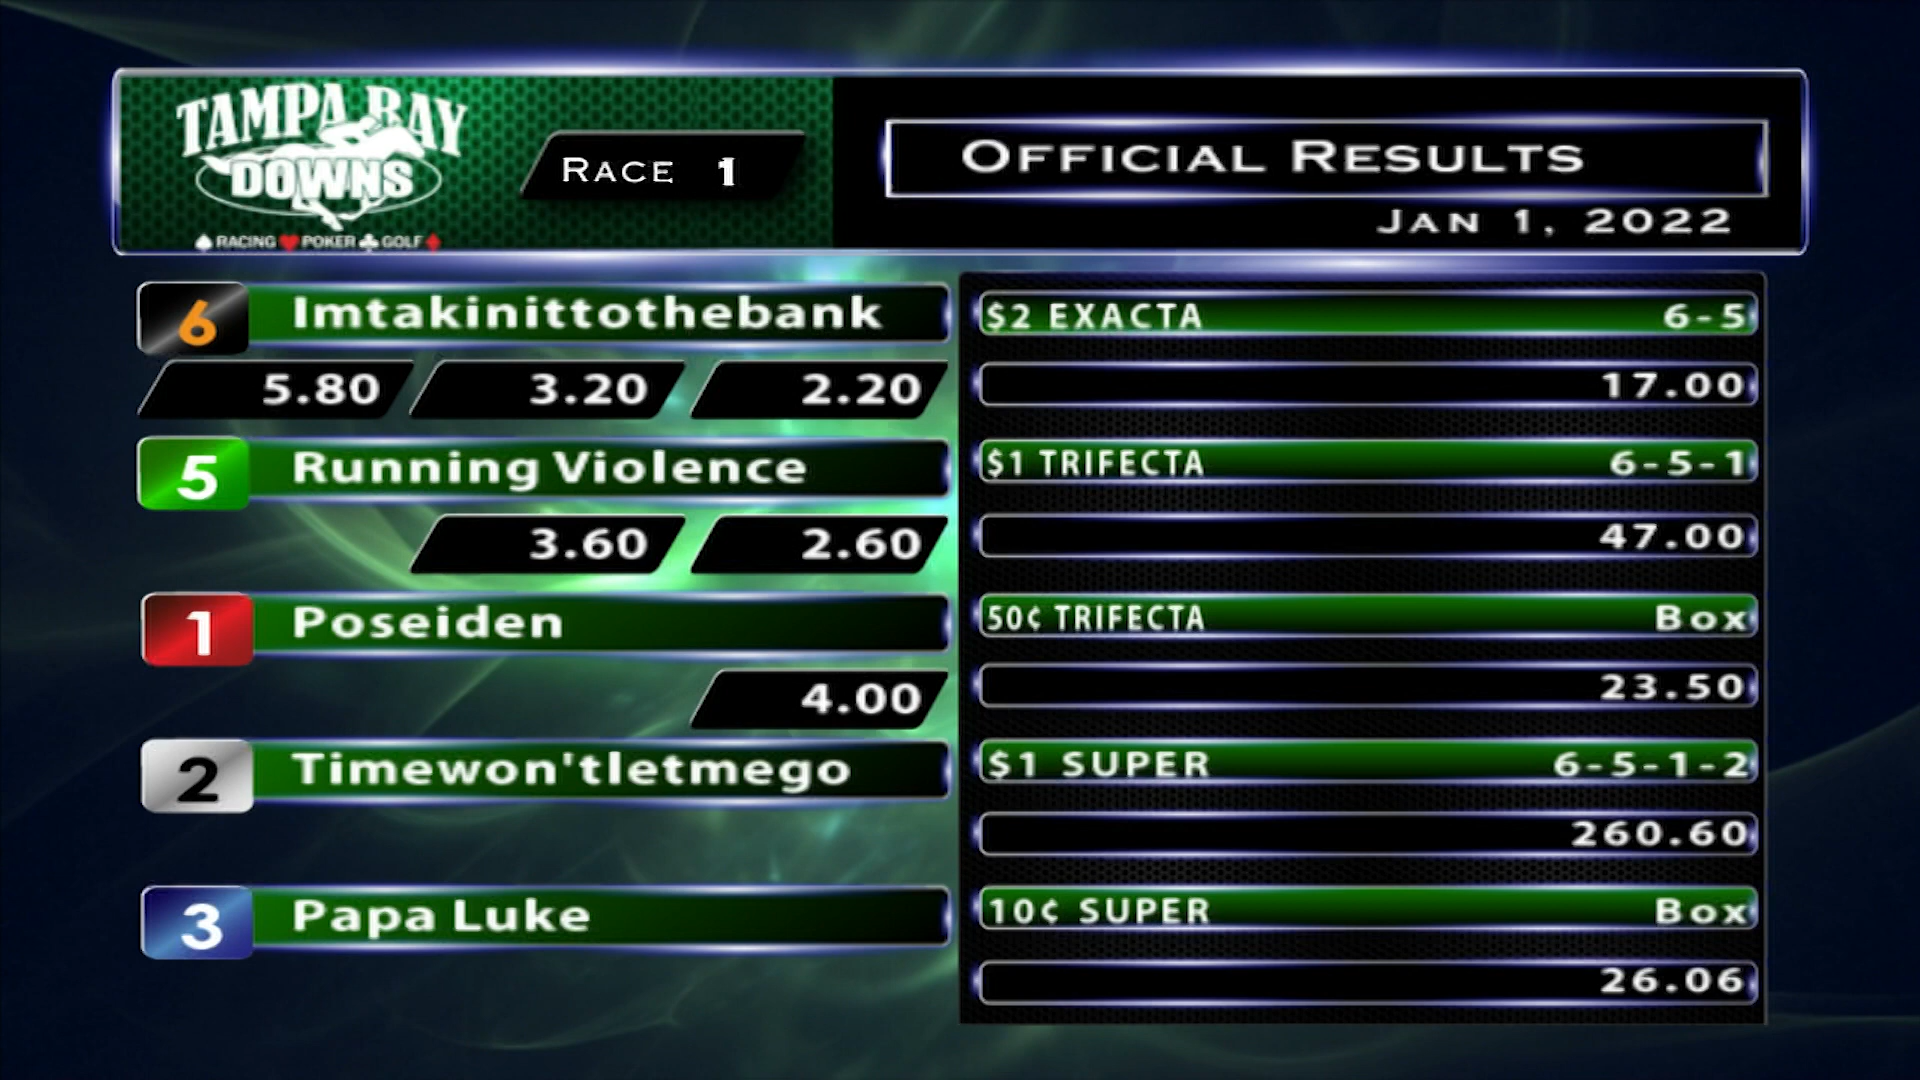 TAMPA BAY
DOWNS
RACING POKER GOLF
RACE 1
OFFICIAL RESULTS
JAN 1, 2022
6 Imtakinittothebank
5.80 3.20 2.20
5 Running Violence
3.60 2.60
1 Poseiden
4.00
2 Timewon'tletmego
3 Papa Luke
$2 EXACTA 6-5
17.00
$1 TRIFECTA 6-5-1
47.00
50¢ TRIFECTA Box
23.50
$1 SUPER 6-5-1-2
260.60
10¢ SUPER Box
26.06